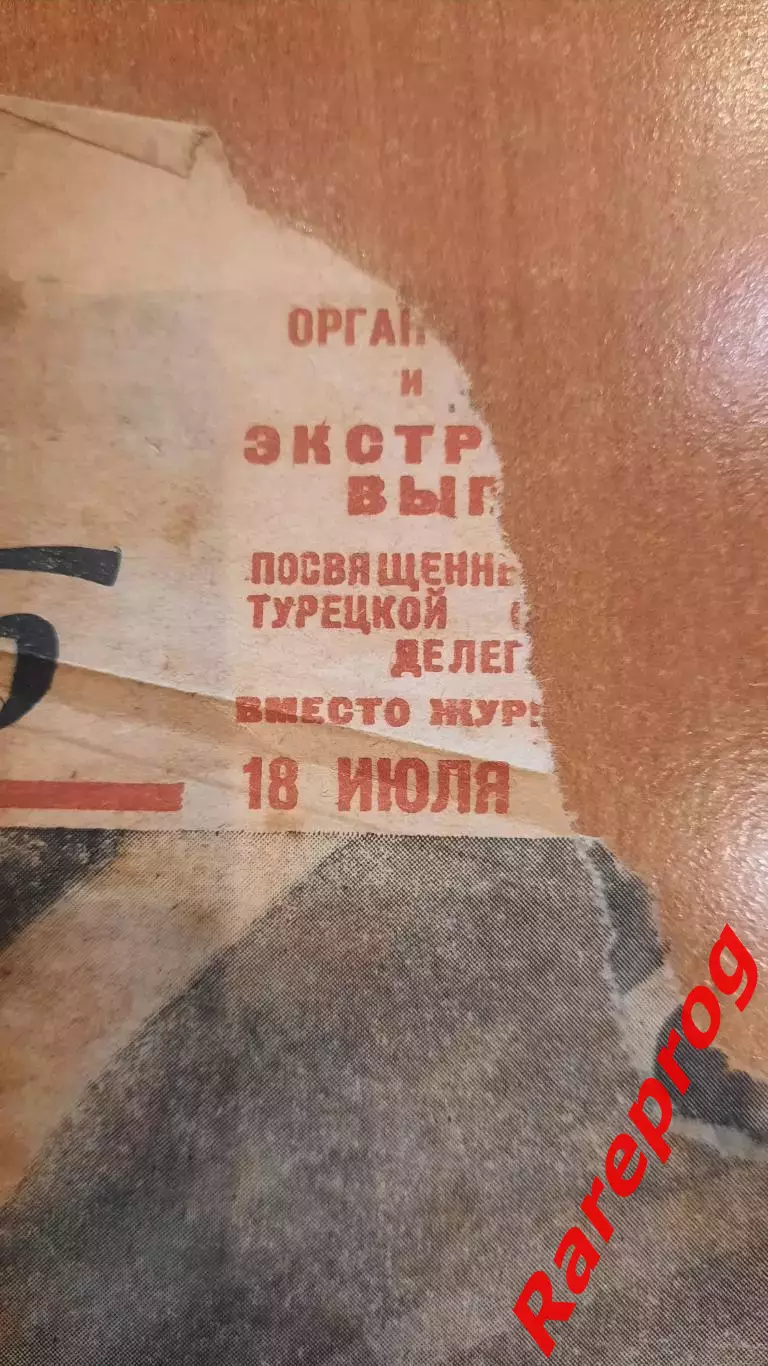 ОРГАН
и
ЭКСТР
ВЫП
ПОСВЯЩЕНН
ТУРЕЦКОЙ
ДЕЛЕГ
ВМЕСТО ЖУР
18 ИЮЛЯ
Rareprog